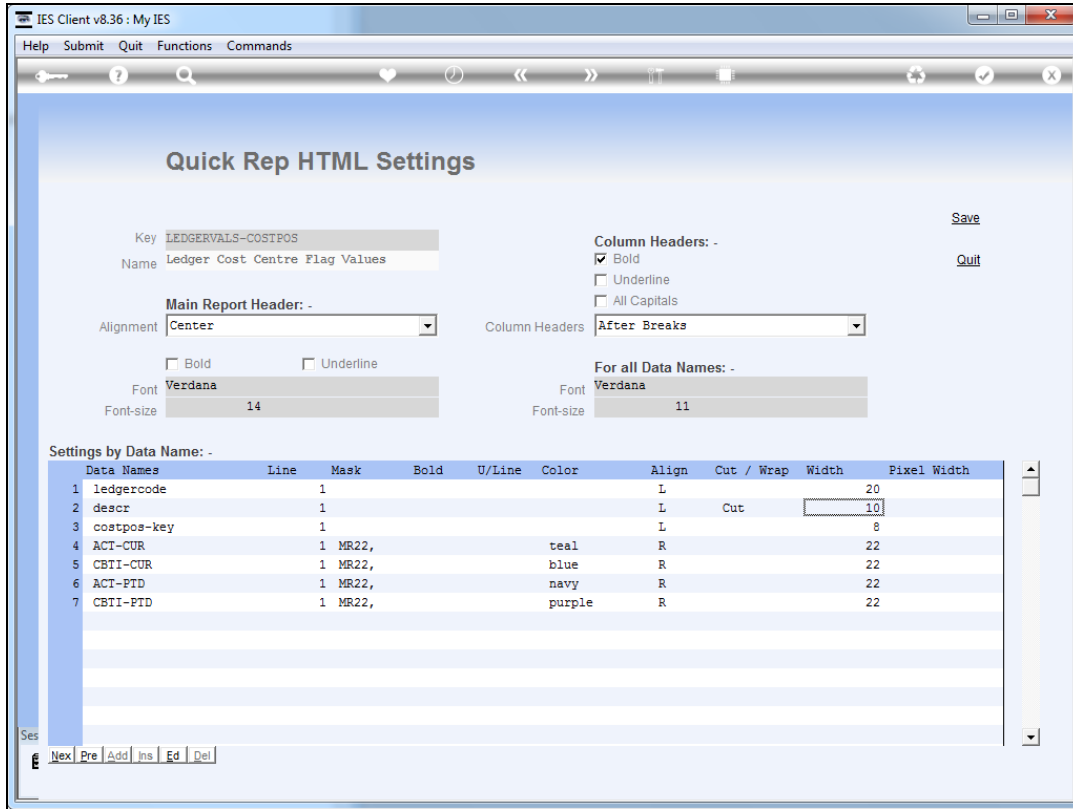 IES Client v8.36 : My IES
Help Submit Quit Functions Commands
Quick Rep HTML Settings
Save
Key LEDGERVALS-COSTPOS
Column Headers: -
Name Ledger Cost Centre Flag Values
Bold
Quit
Underline
Main Report Header: -
All Capitals
Alignment Center
Column Headers After Breaks
Bold Underline
For all Data Names: -
Font Verdana
Font Verdana
Font-size 14
Font-size 11
Settings by Data Name: -
Data Names Line Mask Bold U/Line Color Align Cut / Wrap Width Pixel Width
1 ledgercode 1 L 20
2 descr 1 L Cut 10
3 costpos-key 1 L 8
4 ACT-CUR 1 MR22, teal R 22
5 CBTI-CUR 1 MR22, blue R 22
6 ACT-PTD 1 MR22, navy R 22
7 CBTI-PTD 1 MR22, purple R 22
Ses
Nex Pre Add Ins Ed Del